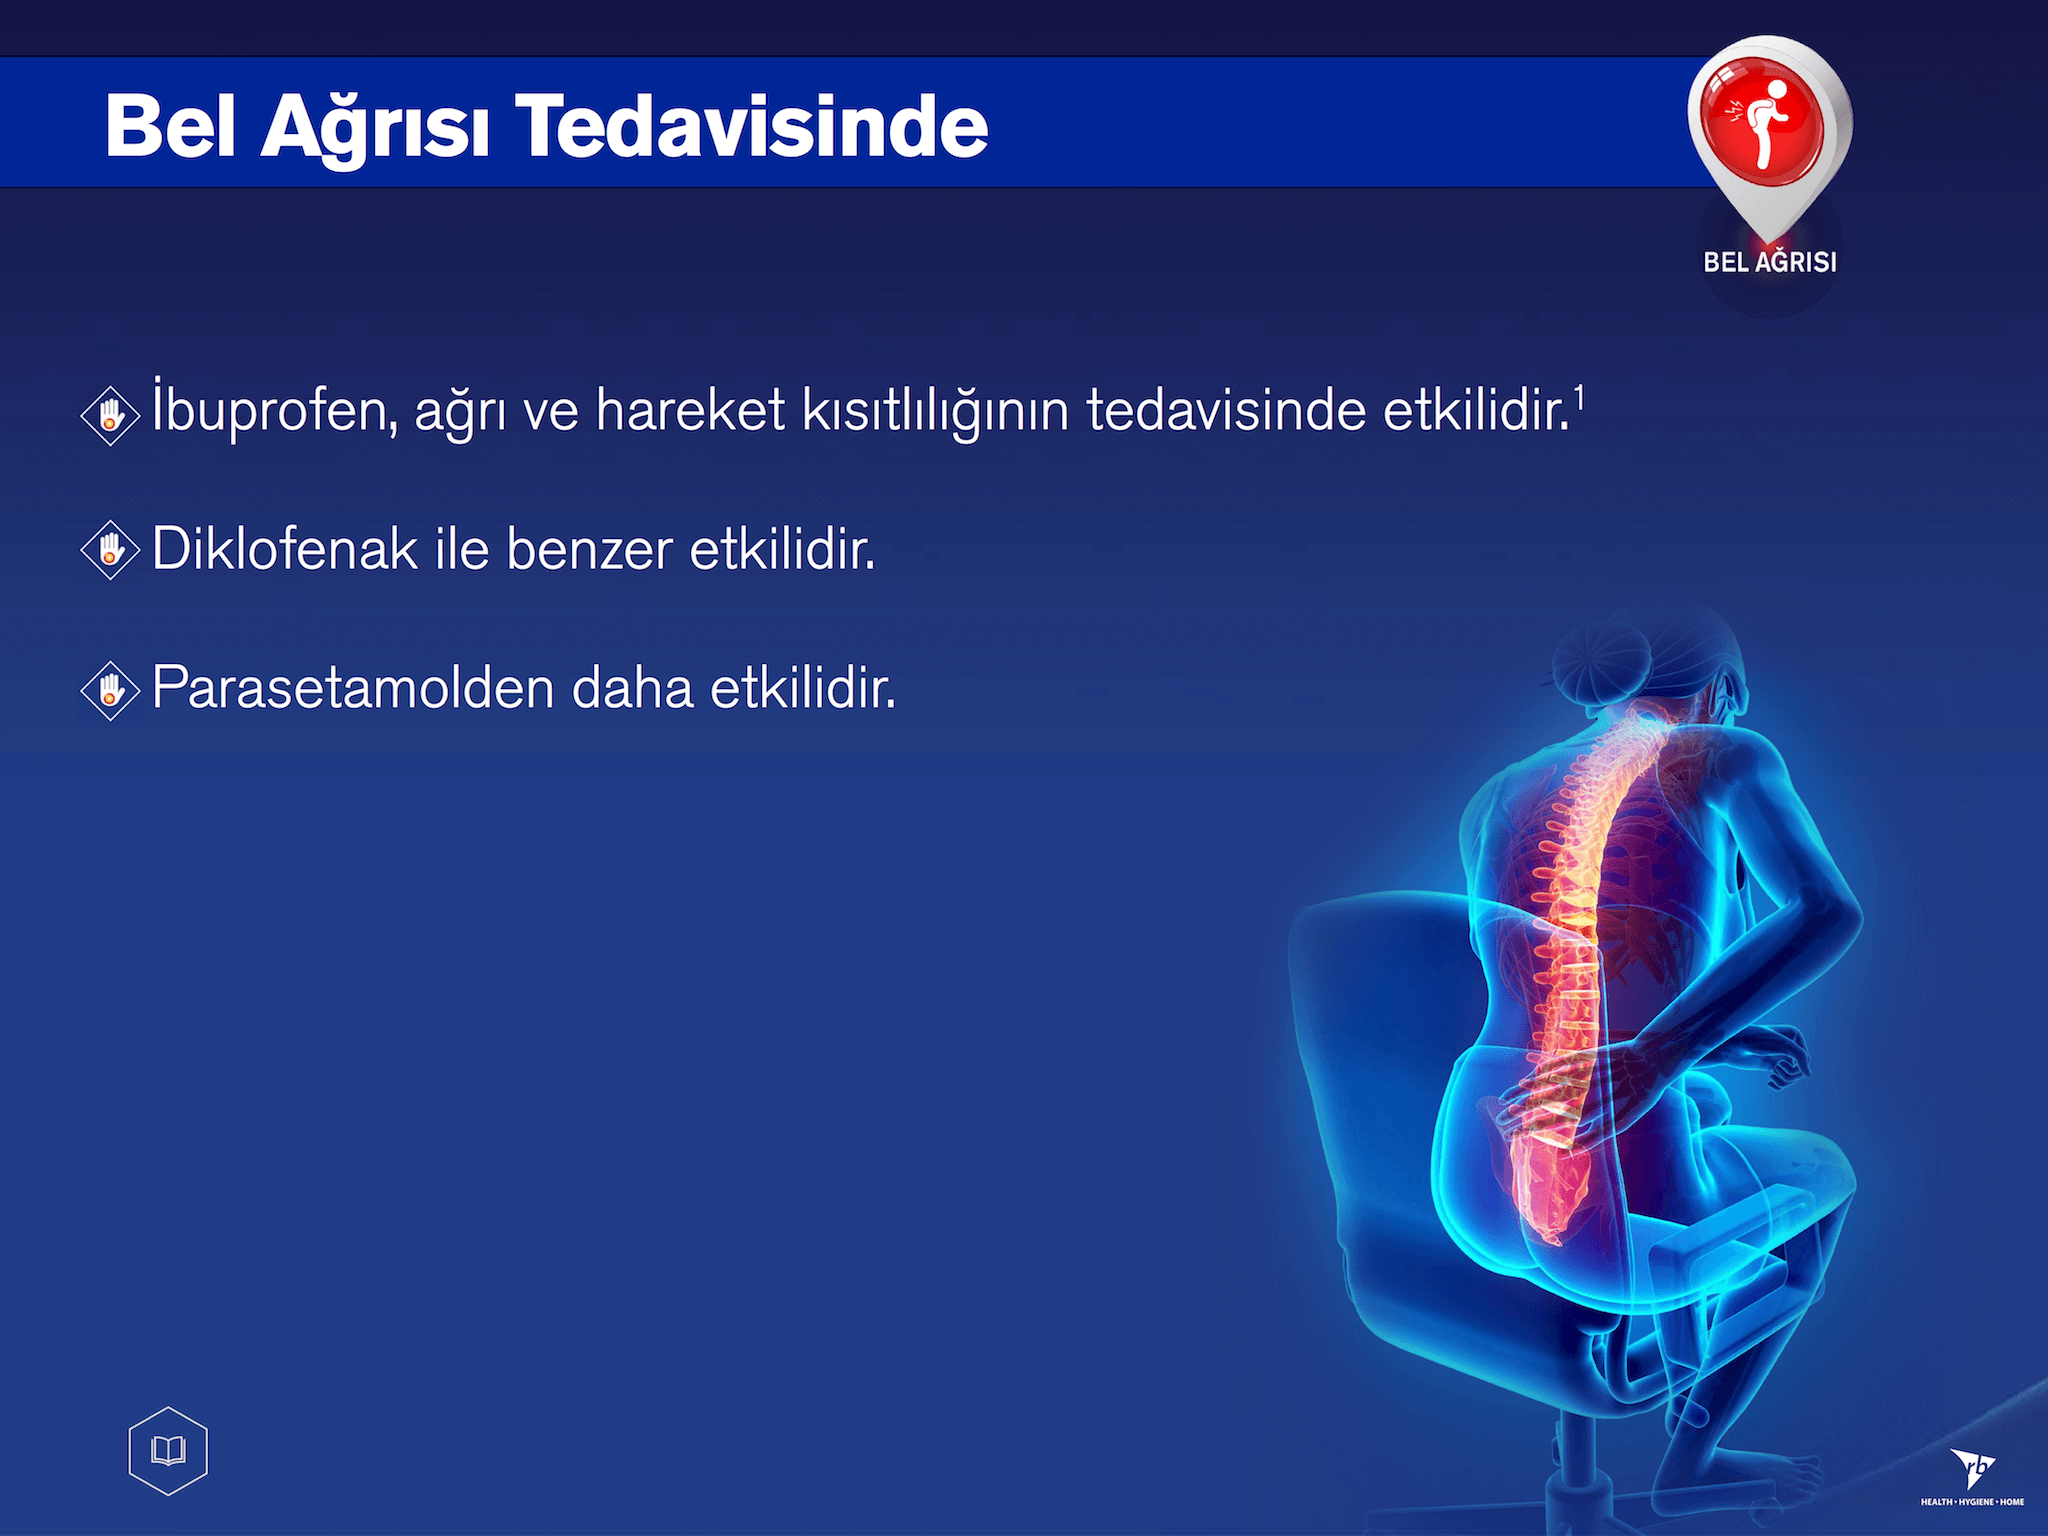 Bel Ağrısı Tedavisinde
BEL AĞRISI
İbuprofen, ağrı ve hareket kısıtlılığının tedavisinde etkilidir.¹
Diklofenak ile benzer etkilidir.
Parasetamolden daha etkilidir.
rb
HEALTH • HYGIENE • HOME